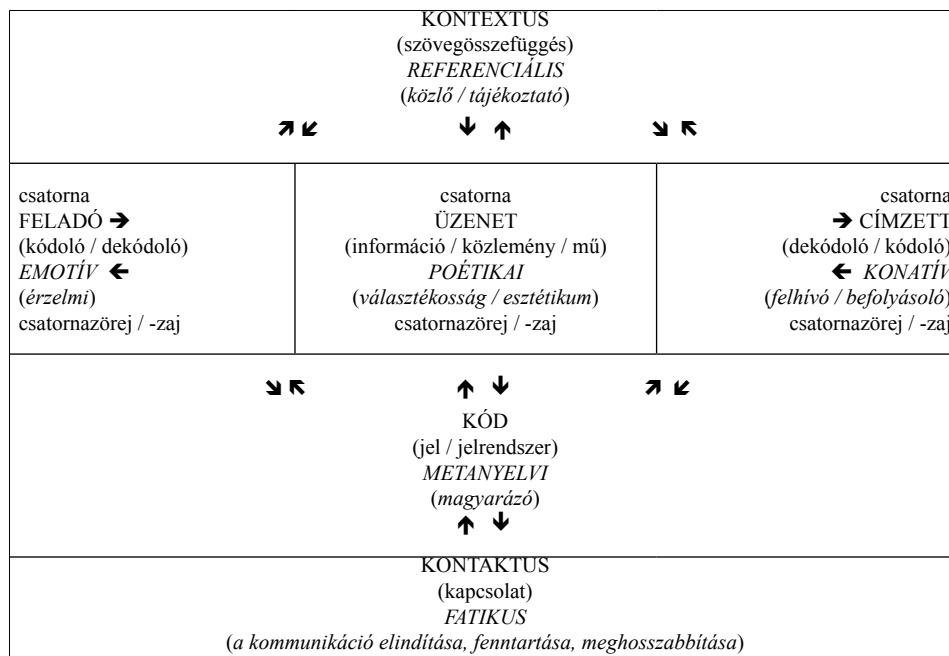 KONTEXTUS
(szövegösszefüggés)
REFERENCIÁLIS
(közlő / tájékoztató)
csatorna
FELADÓ
(kódoló / dekódoló)
EMOTÍV
(érzelmi)
csatornazörej / -zaj
csatorna
ÜZENET
(információ / közlemény / mű)
POÉTIKAI
(választékosság / esztétikum)
csatornazörej / -zaj
csatorna
CÍMZETT
(dekódoló / kódoló)
KONATÍV
(felhívó / befolyásoló)
csatornazörej / -zaj
KÓD
(jel / jelrendszer)
METANYELVI
(magyarázó)
KONTAKTUS
(kapcsolat)
FATIKUS
(a kommunikáció elindítása, fenntartása, meghosszabbítása)